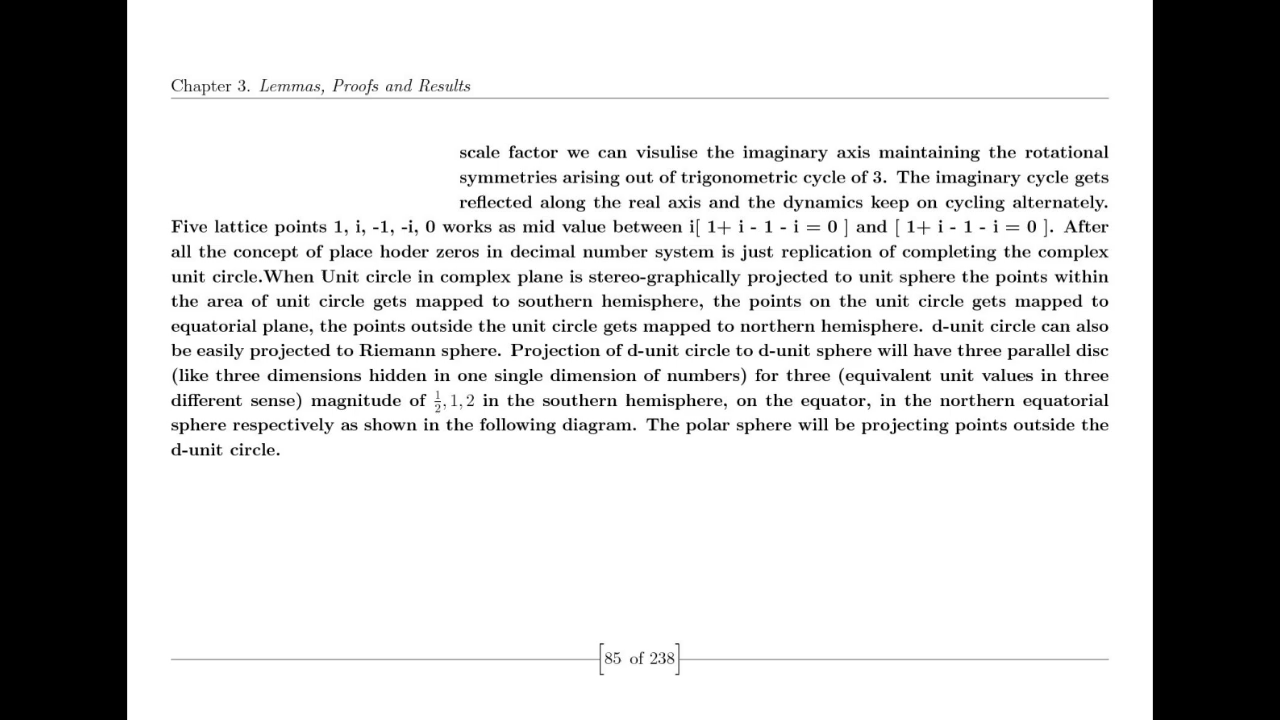 Chapter 3. Lemmas, Proofs and Results
scale factor we can visulise the imaginary axis maintaining the rotational
symmetries arising out of trigonometric cycle of 3. The imaginary cycle gets
reflected along the real axis and the dynamics keep on cycling alternately.
Five lattice points 1, i, -1, -i, 0 works as mid value between i[ 1+ i - 1 - i = 0 ] and [ 1+ i - 1 - i = 0 ]. After
all the concept of place hoder zeros in decimal number system is just replication of completing the complex
unit circle.When Unit circle in complex plane is stereo-graphically projected to unit sphere the points within
the area of unit circle gets mapped to southern hemisphere, the points on the unit circle gets mapped to
equatorial plane, the points outside the unit circle gets mapped to northern hemisphere. d-unit circle can also
be easily projected to Riemann sphere. Projection of d-unit circle to d-unit sphere will have three parallel disc
(like three dimensions hidden in one single dimension of numbers) for three (equivalent unit values in three
different sense) magnitude of 1/2, 1, 2 in the southern hemisphere, on the equator, in the northern equatorial
sphere respectively as shown in the following diagram. The polar sphere will be projecting points outside the
d-unit circle.
[85 of 238]